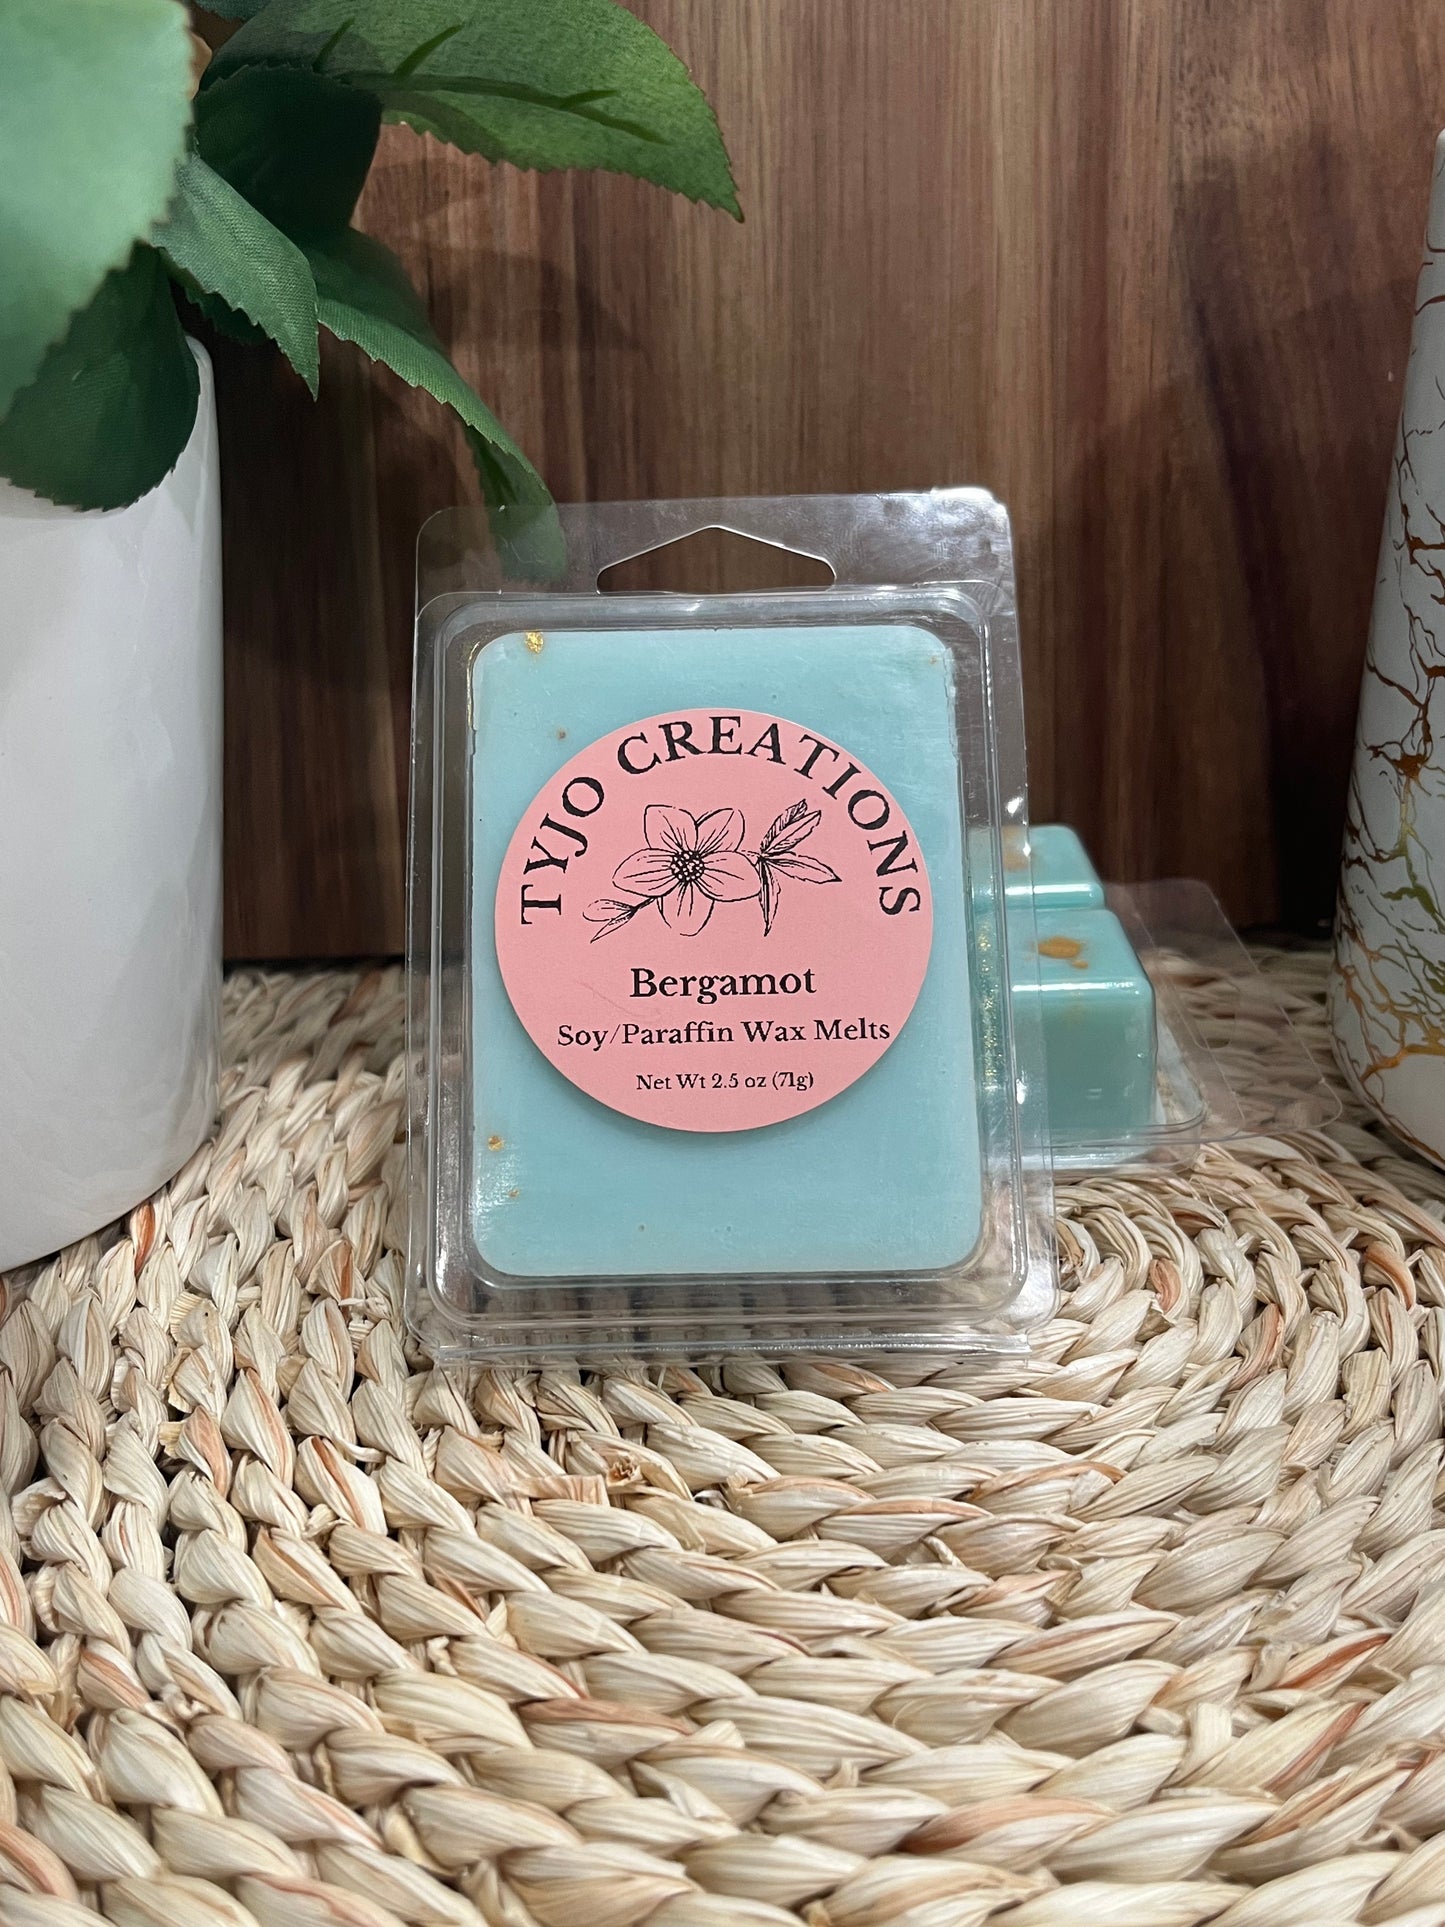 TYJO CREATIONS
Bergamot
Soy/Paraffin Wax Melts
Net Wt 2.5 oz (71g)